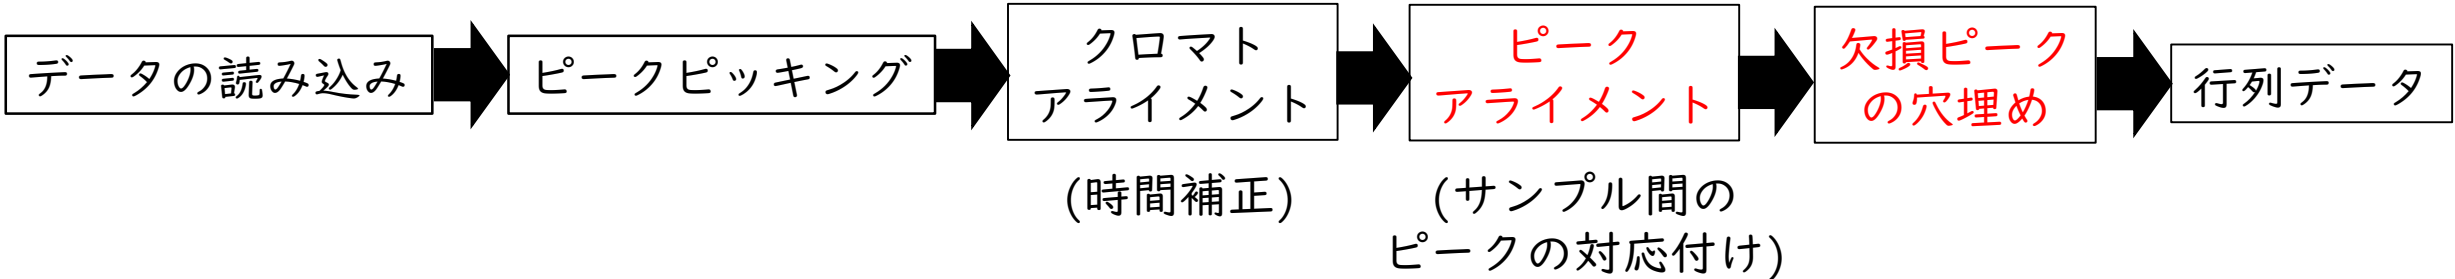 データの読み込み
ピークピッキング
クロマト
アライメント
(時間補正)
ピーク
アライメント
(サンプル間の
ピークの対応付け)
欠損ピーク
の穴埋め
行列データ